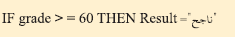 IF grade > = 60 THEN Result = "ناجح"